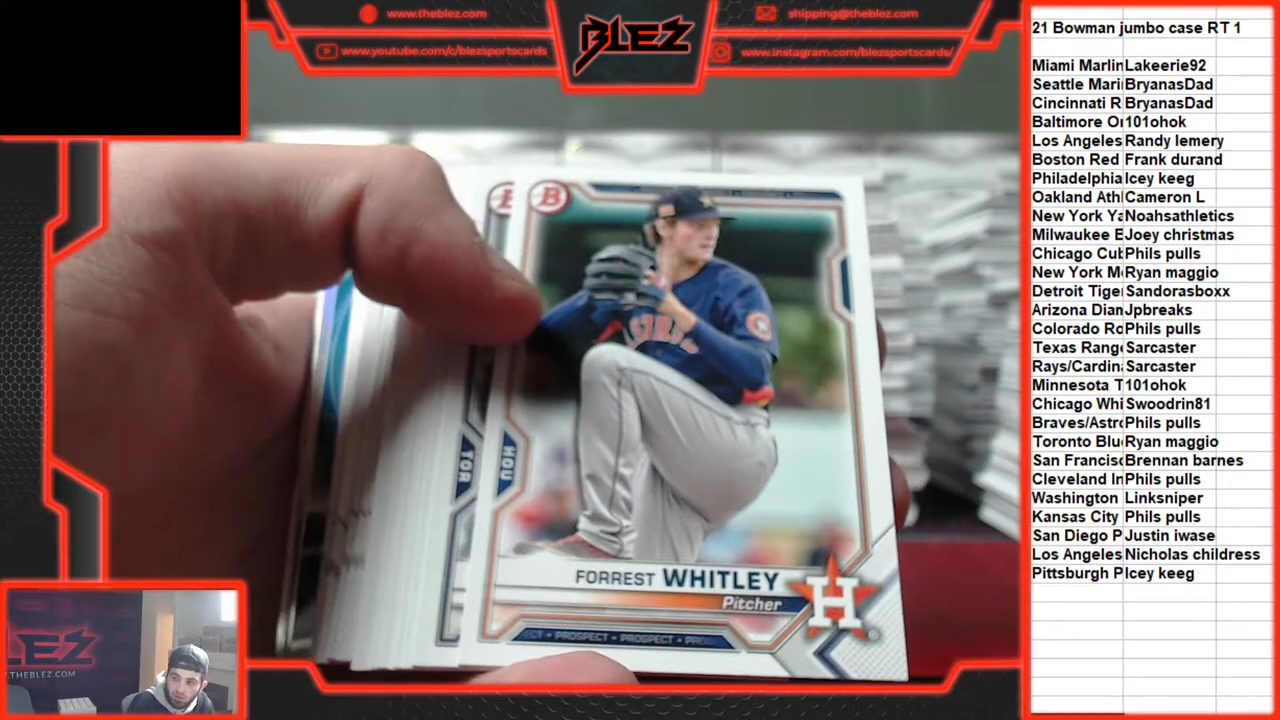 www.theblez.com
www.youtube.com/c/blezsportscards
BLEZ
shipping@theblez.com
www.instagram.com/blezsportscards/
21 Bowman jumbo case RT 1
Miami Marlin Lakeerie92
Seattle Mari BryanasDad
Cincinnati R BryanasDad
Baltimore Or 101ohok
Los Angeles Randy lemery
Boston Red Frank durand
Philadelphia Icey keeg
Oakland Athl Cameron L
New York Ya Noahsathletics
Milwaukee B Joey christmas
Chicago Cub Phils pulls
New York Me Ryan maggio
Detroit Tige Sandorasboxx
Arizona Dian Jpbreaks
Colorado Ro Phils pulls
Texas Range Sarcaster
Rays/Cardin Sarcaster
Minnesota T 101ohok
Chicago Whi Swoodrin81
Braves/Astro Phils pulls
Toronto Blu Ryan maggio
San Francisc Brennan barnes
Cleveland In Phils pulls
Washington Linksniper
Kansas City Phils pulls
San Diego P Justin iwase
Los Angeles Nicholas childress
Pittsburgh P Icey keeg
B
B
TOR
HOU
FORREST WHITLEY
Pitcher
H
PROSPECT • PROSPECT
LEZ
THEBLEZ.COM